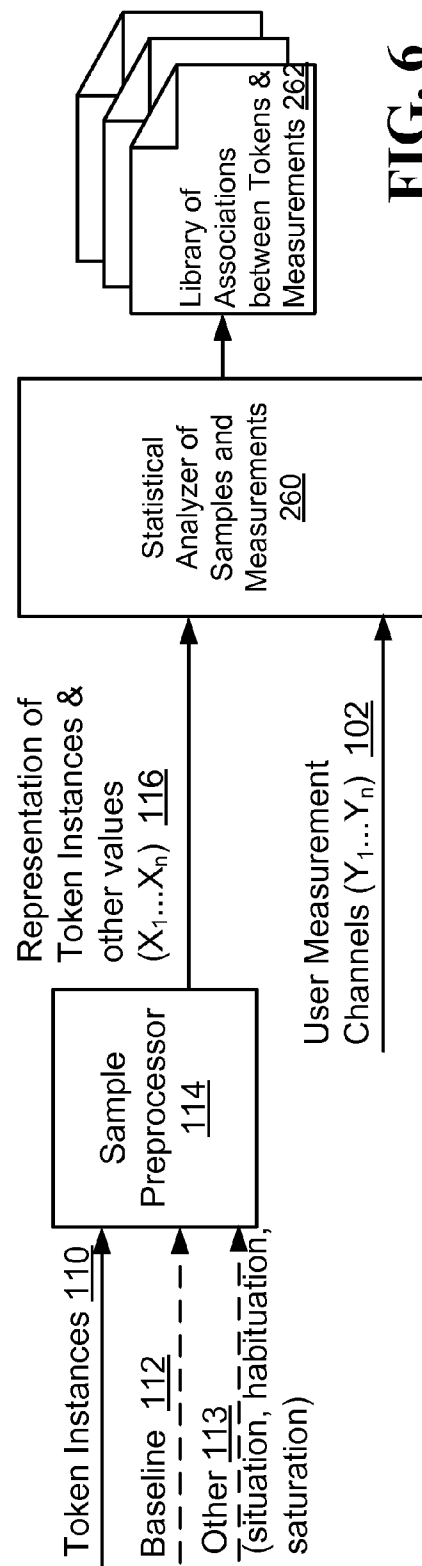 Token Instances 110
Baseline 112
Other 113
(situation, habituation,
saturation)
Sample
Preprocessor
114
Representation of
Token Instances &
other values
(X₁...Xₙ) 116
User Measurement
Channels (Y₁...Yₙ) 102
Statistical
Analyzer of
Samples and
Measurements
260
Library of
Associations
between Tokens &
Measurements 262
FIG. 6